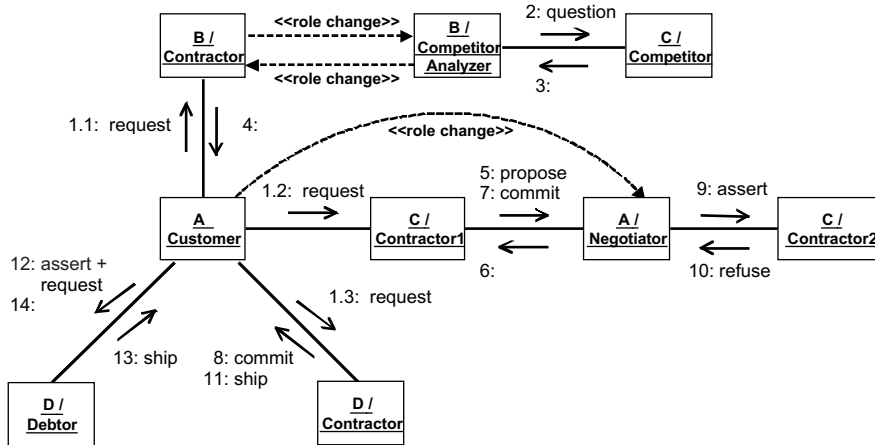 <<role change>>
B /
Contractor
B /
Competitor
Analyzer
2: question
C /
Competitor
<<role change>>
3:
1.1: request
4:
<<role change>>
5: propose
7: commit
1.2: request
9: assert
A
Customer
C /
Contractor1
A /
Negotiator
C /
Contractor2
6:
10: refuse
12: assert +
request
14:
1.3: request
13: ship
8: commit
11: ship
D /
Debtor
D /
Contractor